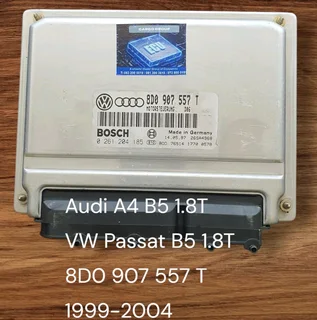 ECU
8D0 907 557 T
MOTORSTEUERUNG
BOSCH
Made in Germany
0 261 204 185
Audi A4 B5 1.8T
VW Passat B5 1.8T
8D0 907 557 T
1999-2004